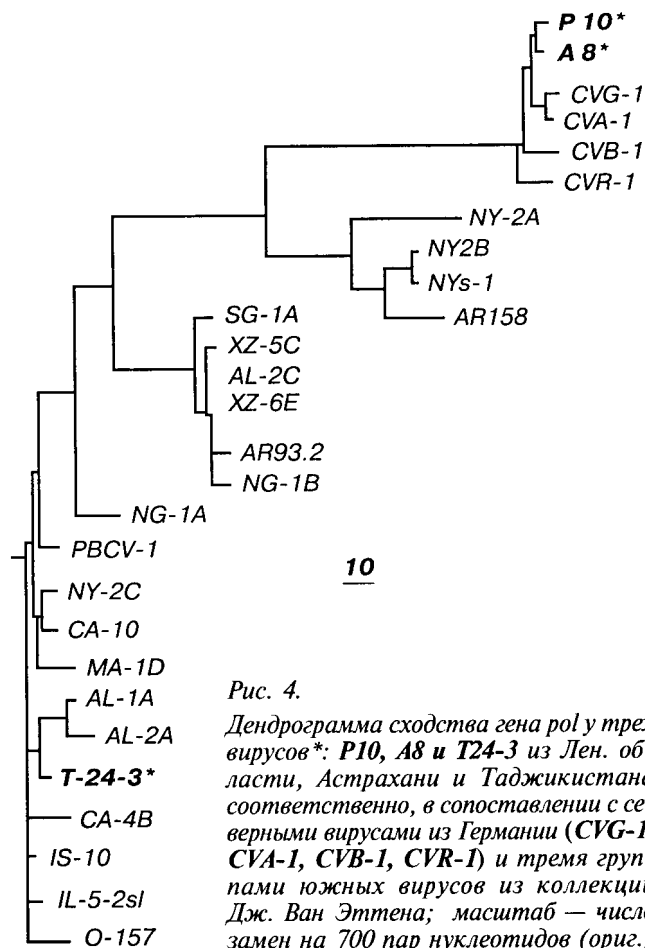 P 10*
A 8*
CVG-1
CVA-1
CVB-1
CVR-1
NY-2A
NY2B
NYs-1
AR158
SG-1A
XZ-5C
AL-2C
XZ-6E
AR93.2
NG-1B
NG-1A
PBCV-1
10
NY-2C
CA-10
MA-1D
AL-1A
AL-2A
T-24-3*
CA-4B
IS-10
IL-5-2sl
O-157
Рис. 4.
Дендрограмма сходства гена pol у трех
вирусов*: P10, A8 и T24-3 из Лен. об-
ласти, Астрахани и Таджикистана
соответственно, в сопоставлении с се-
верными вирусами из Германии (CVG-1,
CVA-1, CVB-1, CVR-1) и тремя груп-
пами южных вирусов из коллекции
Дж. Ван Эттена; масштаб — число
замен на 700 пар нуклеотидов (ориг.